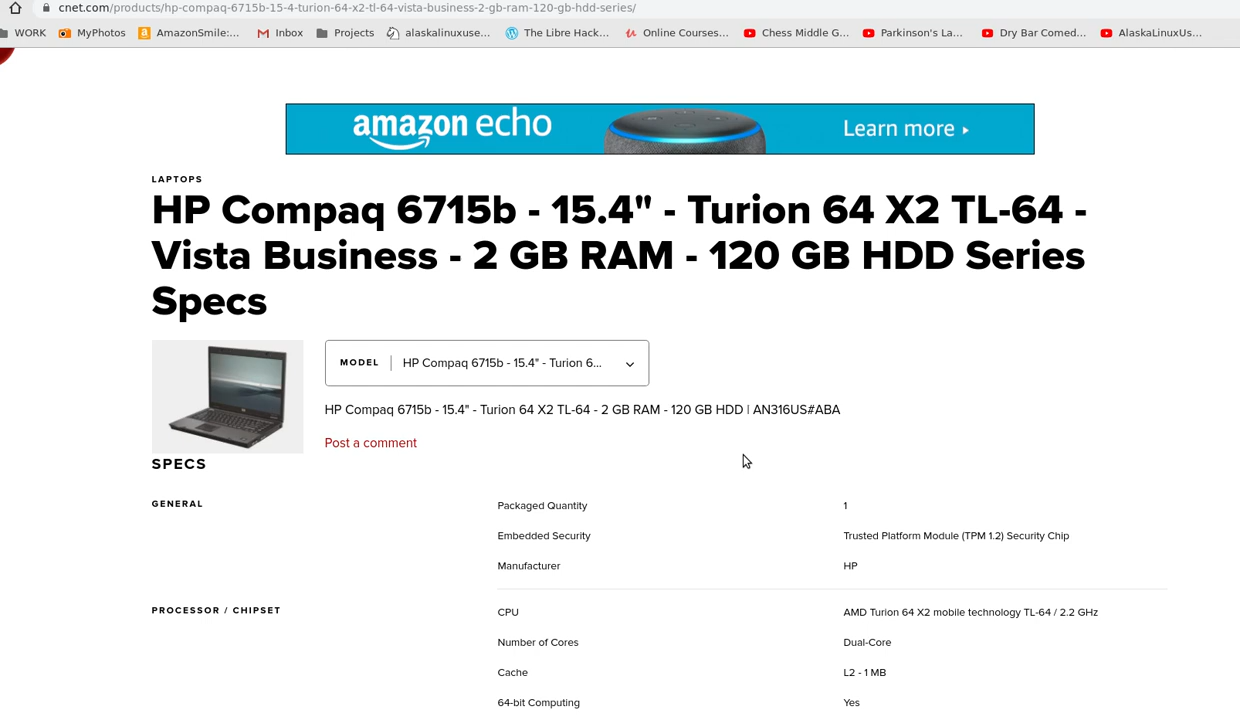 cnet.com/products/hp-compaq-6715b-15-4-turion-64-x2-tl-64-vista-business-2-gb-ram-120-gb-hdd-series/
WORK MyPhotos AmazonSmile:... Inbox Projects alaskalinuxuse... The Libre Hack... Online Courses... Chess Middle G... Parkinson's La... Dry Bar Comed... AlaskaLinuxUs...
amazon echo Learn more
LAPTOPS
HP Compaq 6715b - 15.4" - Turion 64 X2 TL-64 -
Vista Business - 2 GB RAM - 120 GB HDD Series
Specs
MODEL HP Compaq 6715b - 15.4" - Turion 6...
HP Compaq 6715b - 15.4" - Turion 64 X2 TL-64 - 2 GB RAM - 120 GB HDD | AN316US#ABA
Post a comment
SPECS
GENERAL Packaged Quantity 1
Embedded Security Trusted Platform Module (TPM 1.2) Security Chip
Manufacturer HP
PROCESSOR / CHIPSET CPU AMD Turion 64 X2 mobile technology TL-64 / 2.2 GHz
Number of Cores Dual-Core
Cache L2 - 1 MB
64-bit Computing Yes